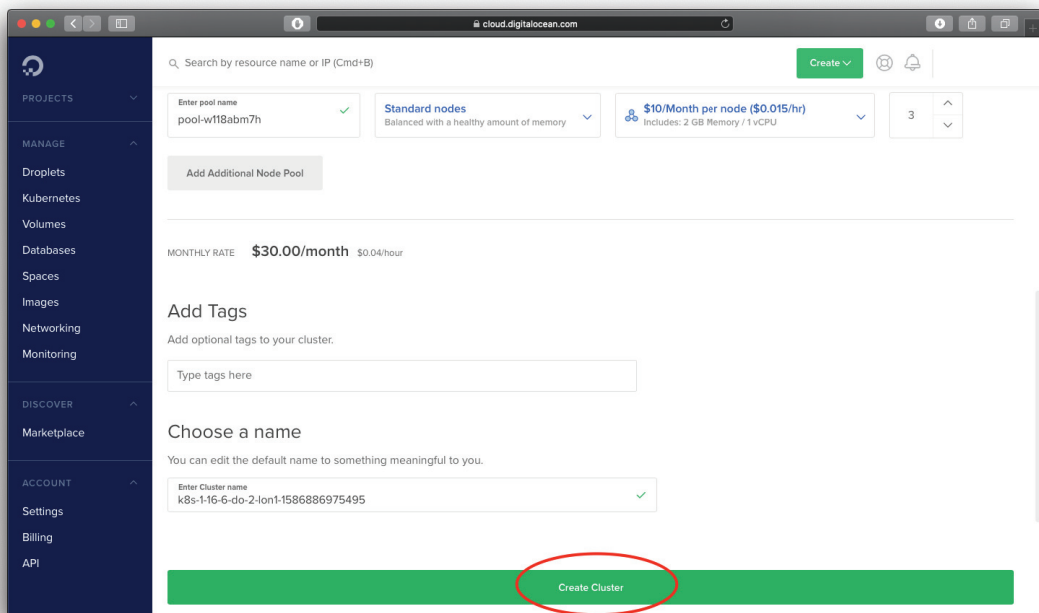 cloud.digitalocean.com
Search by resource name or IP (Cmd+B)
Create
PROJECTS
MANAGE
Droplets
Kubernetes
Volumes
Databases
Spaces
Images
Networking
Monitoring
DISCOVER
Marketplace
ACCOUNT
Settings
Billing
API
Enter pool name
pool-w118abm7h
Standard nodes
Balanced with a healthy amount of memory
$10/Month per node ($0.015/hr)
Includes: 2 GB Memory / 1 vCPU
3
Add Additional Node Pool
MONTHLY RATE $30.00/month $0.04/hour
Add Tags
Add optional tags to your cluster.
Type tags here
Choose a name
You can edit the default name to something meaningful to you.
Enter Cluster name
k8s-1-16-6-do-2-lon1-1586886975495
Create Cluster